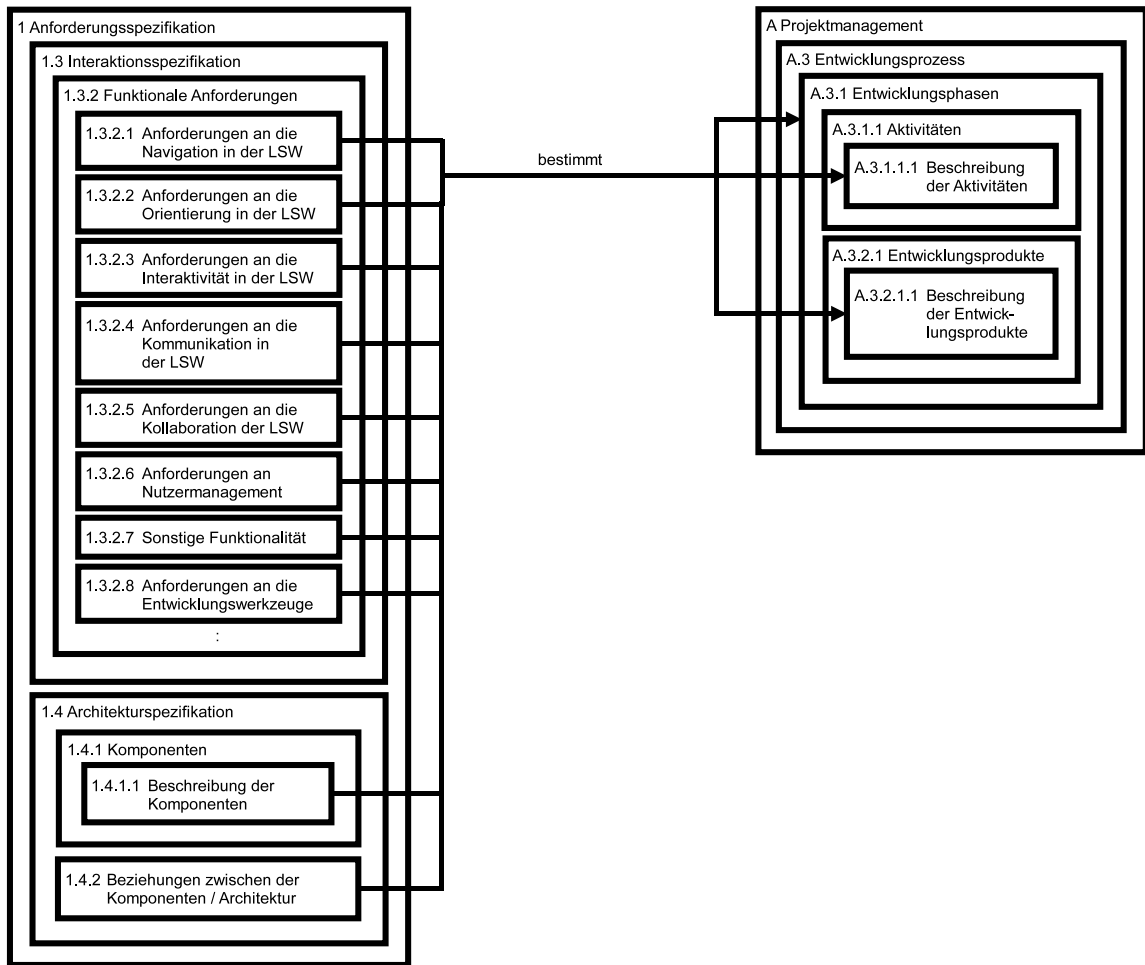 1 Anforderungsspezifikation
1.3 Interaktionsspezifikation
1.3.2 Funktionale Anforderungen
1.3.2.1 Anforderungen an die
Navigation in der LSW
1.3.2.2 Anforderungen an die
Orientierung in der LSW
1.3.2.3 Anforderungen an die
Interaktivität in der LSW
1.3.2.4 Anforderungen an die
Kommunikation in
der LSW
1.3.2.5 Anforderungen an die
Kollaboration der LSW
1.3.2.6 Anforderungen an
Nutzermanagement
1.3.2.7 Sonstige Funktionalität
1.3.2.8 Anforderungen an die
Entwicklungswerkzeuge
:
1.4 Architekturspezifikation
1.4.1 Komponenten
1.4.1.1 Beschreibung der
Komponenten
1.4.2 Beziehungen zwischen der
Komponenten / Architektur
bestimmt
A Projektmanagement
A.3 Entwicklungsprozess
A.3.1 Entwicklungsphasen
A.3.1.1 Aktivitäten
A.3.1.1.1 Beschreibung
der Aktivitäten
A.3.2.1 Entwicklungsprodukte
A.3.2.1.1 Beschreibung
der Entwick-
lungsprodukte